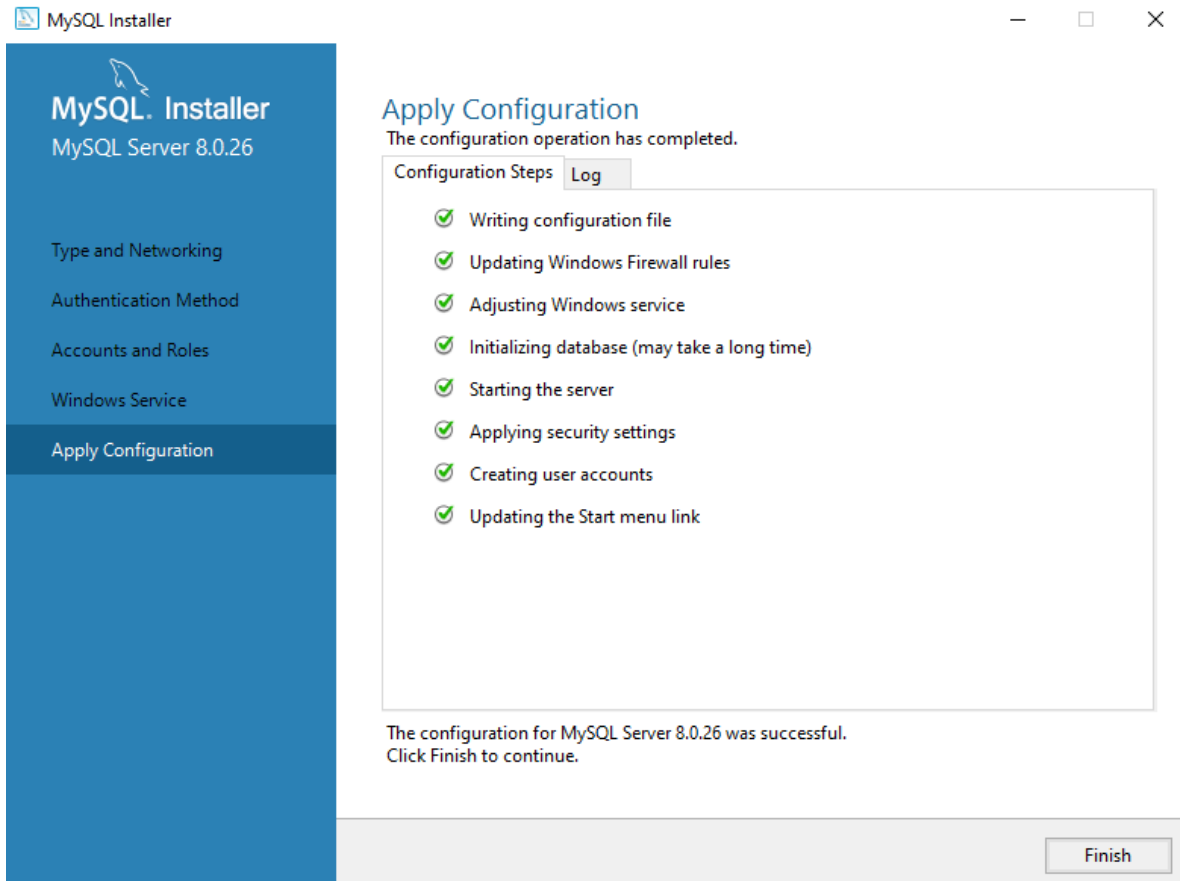 MySQL Installer
MySQL. Installer
MySQL Server 8.0.26
Type and Networking
Authentication Method
Accounts and Roles
Windows Service
Apply Configuration
Apply Configuration
The configuration operation has completed.
Configuration Steps
Log
Writing configuration file
Updating Windows Firewall rules
Adjusting Windows service
Initializing database (may take a long time)
Starting the server
Applying security settings
Creating user accounts
Updating the Start menu link
The configuration for MySQL Server 8.0.26 was successful.
Click Finish to continue.
Finish